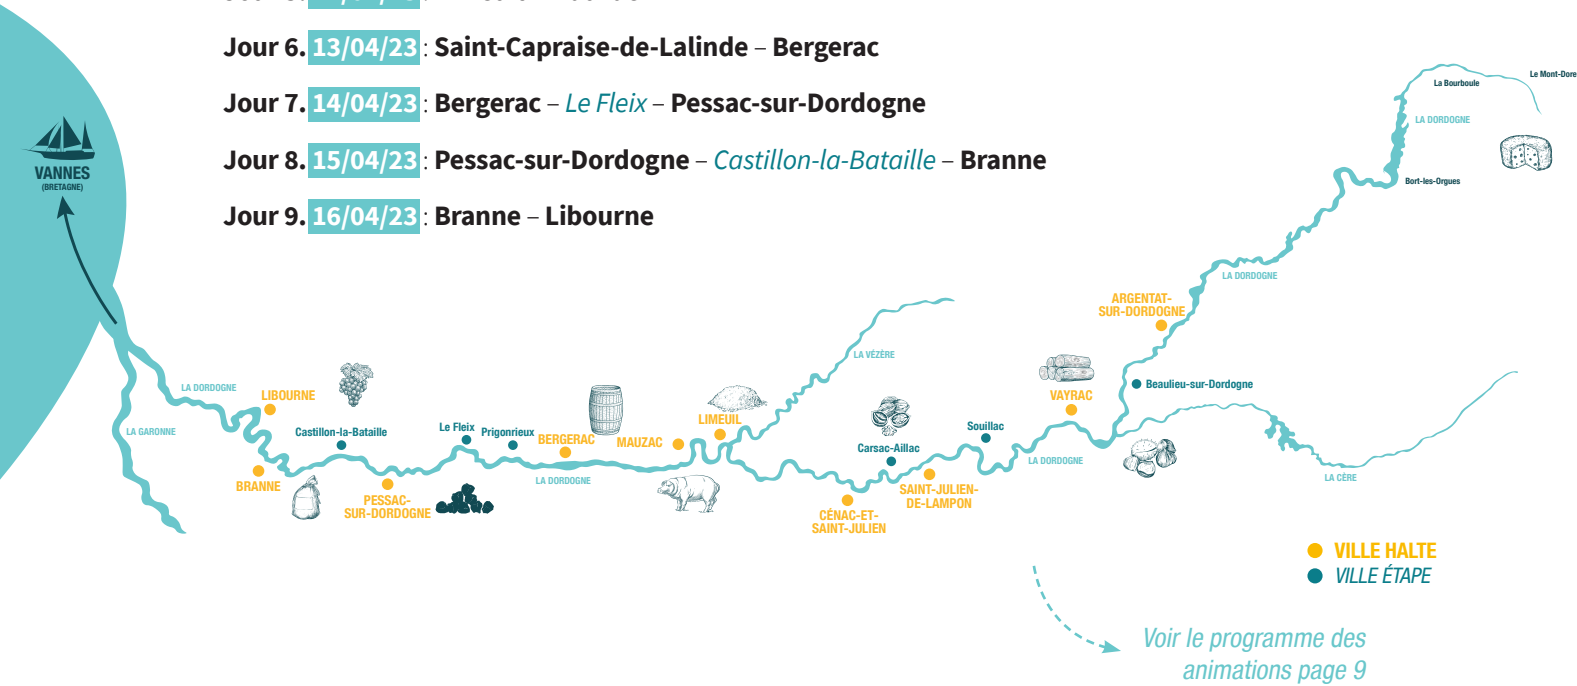 Jour 6. 13/04/23 : Saint-Capraise-de-Lalinde – Bergerac
Jour 7. 14/04/23 : Bergerac – Le Fleix – Pessac-sur-Dordogne
Jour 8. 15/04/23 : Pessac-sur-Dordogne – Castillon-la-Bataille – Branne
Jour 9. 16/04/23 : Branne – Libourne
VANNES
(BRETAGNE)
Le Mont-Dore
La Bourboule
LA DORDOGNE
Bort-les-Orgues
LA DORDOGNE
ARGENTAT-
SUR-DORDOGNE
LA VÉZÈRE
Beaulieu-sur-Dordogne
VAYRAC
LA DORDOGNE
LIBOURNE
LA GARONNE
Castillon-la-Bataille
Le Fleix
Prigonrieux
BERGERAC
MAUZAC
LIMEUIL
Carsac-Aillac
Souillac
LA DORDOGNE
LA CÈRE
BRANNE
PESSAC-
SUR-DORDOGNE
LA DORDOGNE
SAINT-JULIEN-
DE-LAMPON
CÉNAC-ET-
SAINT-JULIEN
VILLE HALTE
VILLE ÉTAPE
Voir le programme des
animations page 9